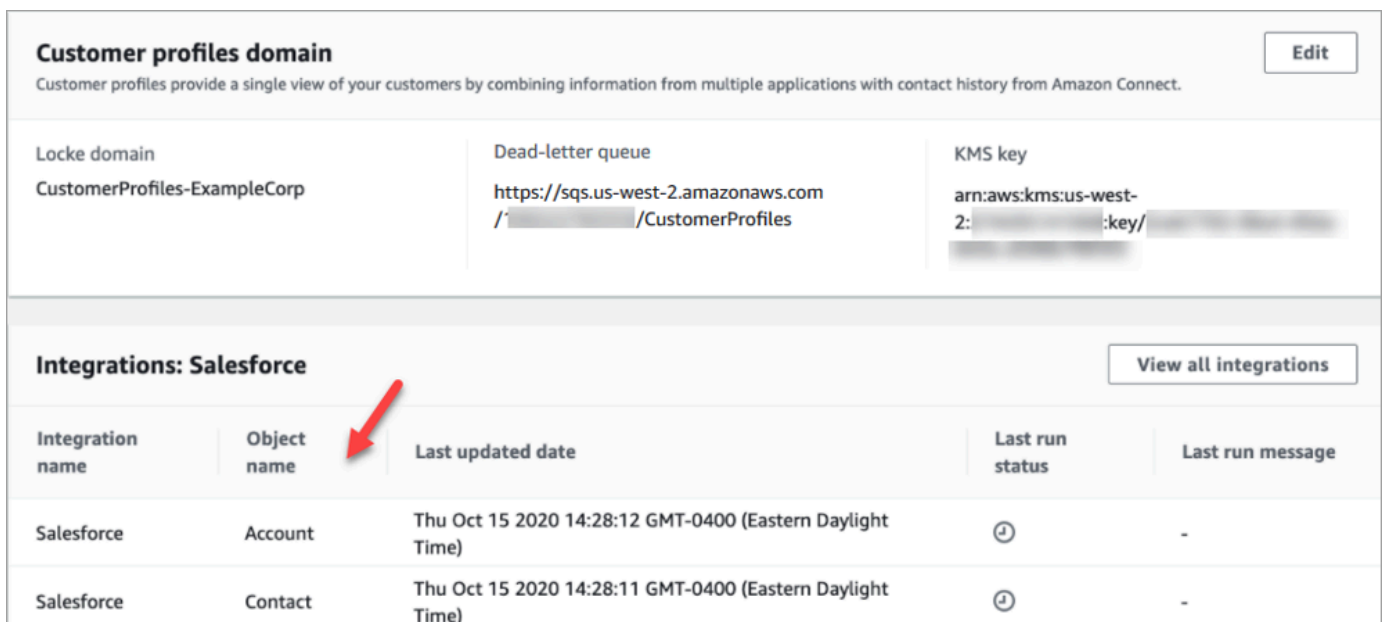 Customer profiles domain
Edit
Customer profiles provide a single view of your customers by combining information from multiple applications with contact history from Amazon Connect.
Locke domain
CustomerProfiles-ExampleCorp
Dead-letter queue
https://sqs.us-west-2.amazonaws.com
/ /CustomerProfiles
KMS key
arn:aws:kms:us-west-
2: :key/
Integrations: Salesforce
View all integrations
Integration
name
Object
name
Last updated date
Last run
status
Last run message
Salesforce
Account
Thu Oct 15 2020 14:28:12 GMT-0400 (Eastern Daylight
Time)
-
Salesforce
Contact
Thu Oct 15 2020 14:28:11 GMT-0400 (Eastern Daylight
Time)
-